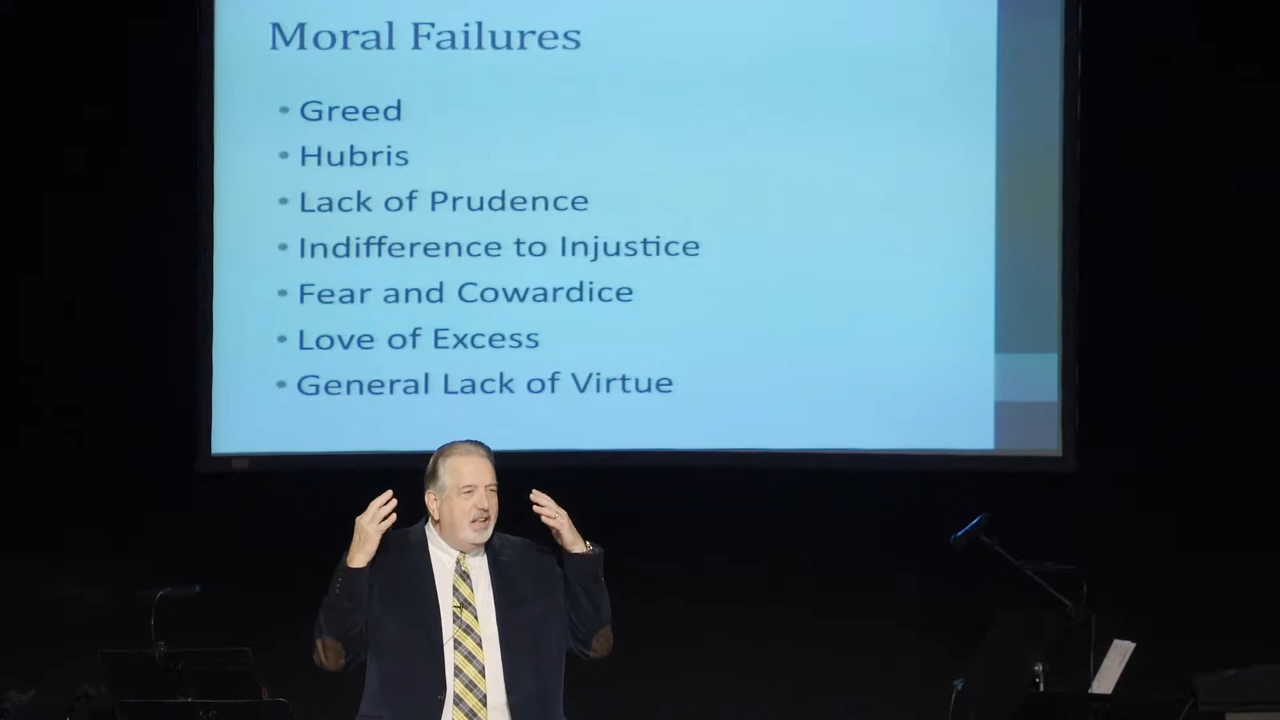 Moral Failures
• Greed
• Hubris
• Lack of Prudence
• Indifference to Injustice
• Fear and Cowardice
• Love of Excess
• General Lack of Virtue